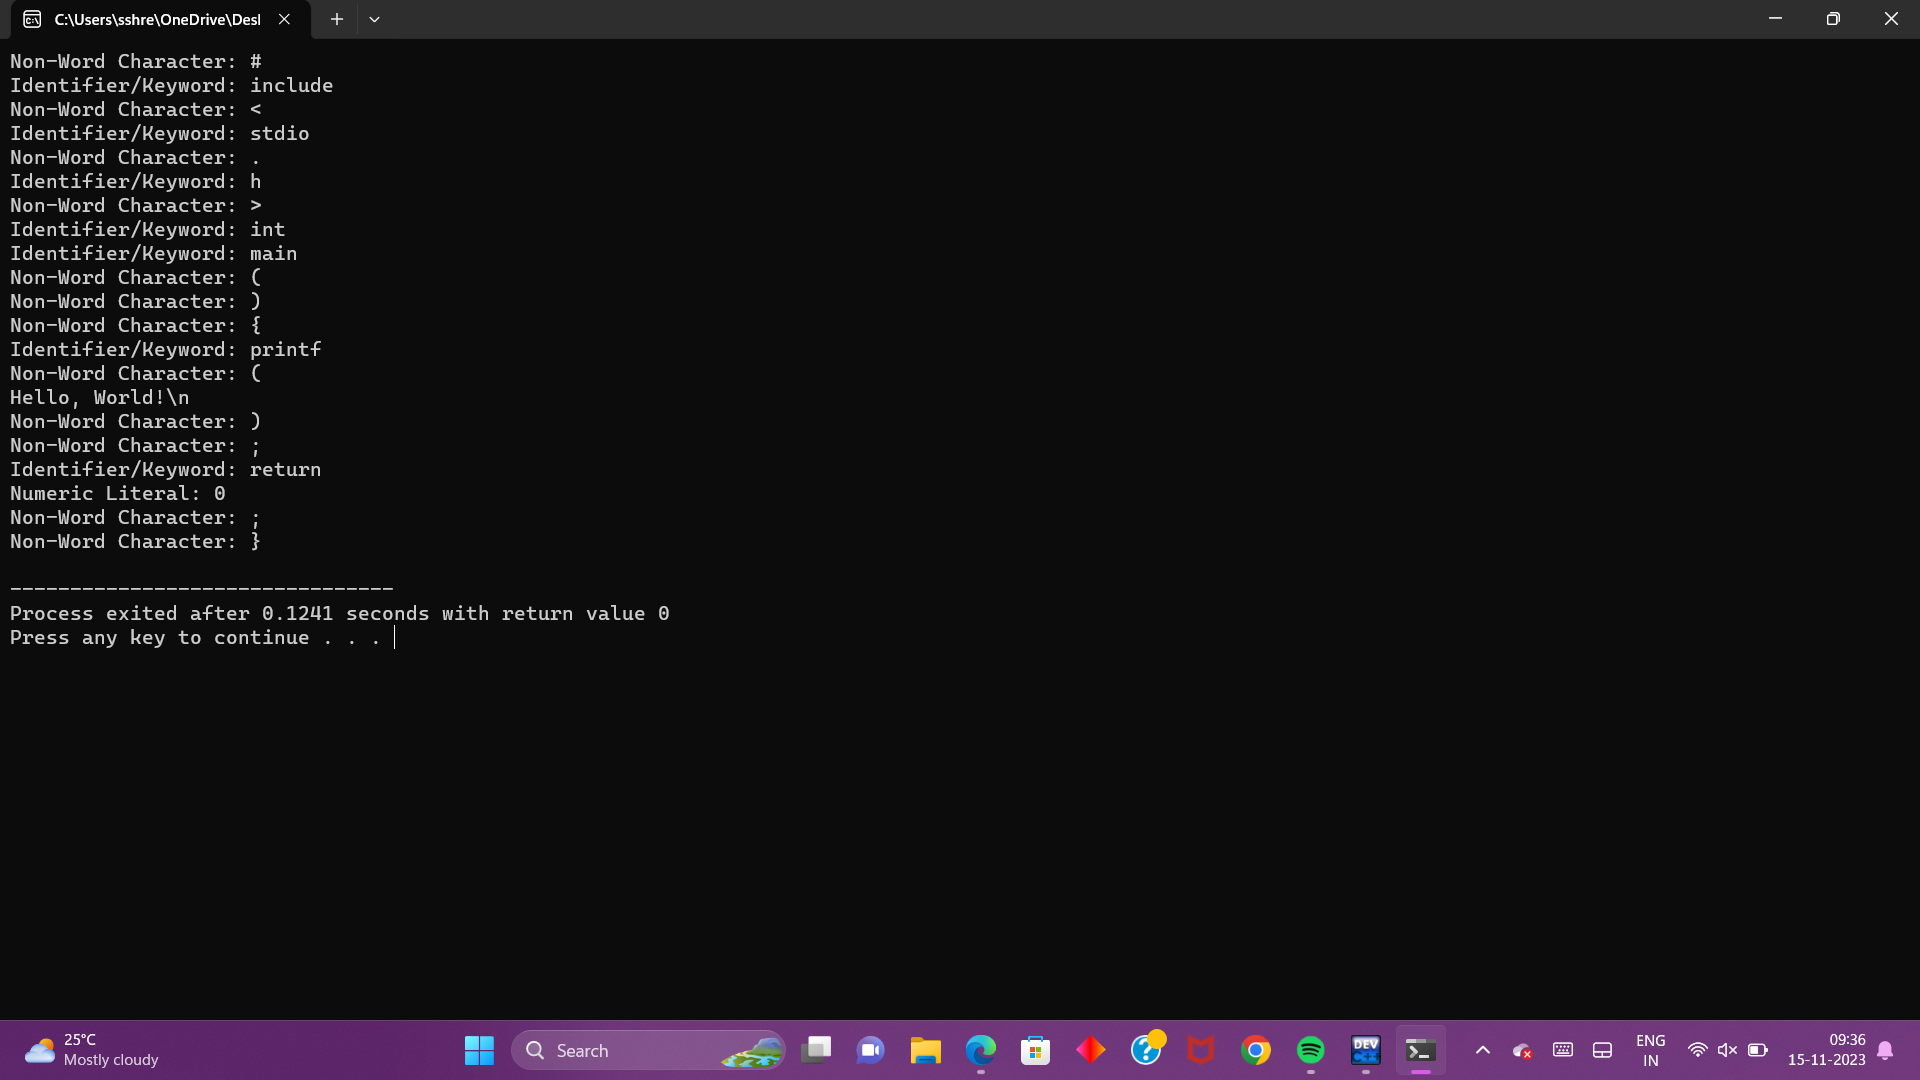 C:\Users\sshre\OneDrive\Desl
Non-Word Character: #
Identifier/Keyword: include
Non-Word Character: <
Identifier/Keyword: stdio
Non-Word Character: .
Identifier/Keyword: h
Non-Word Character: >
Identifier/Keyword: int
Identifier/Keyword: main
Non-Word Character: (
Non-Word Character: )
Non-Word Character: {
Identifier/Keyword: printf
Non-Word Character: (
Hello, World!\n
Non-Word Character: )
Non-Word Character: ;
Identifier/Keyword: return
Numeric Literal: 0
Non-Word Character: ;
Non-Word Character: }
--------------------------------
Process exited after 0.1241 seconds with return value 0
Press any key to continue . . .
25°C
Mostly cloudy
Search
DEV
C++
ENG
IN
09:36
15-11-2023